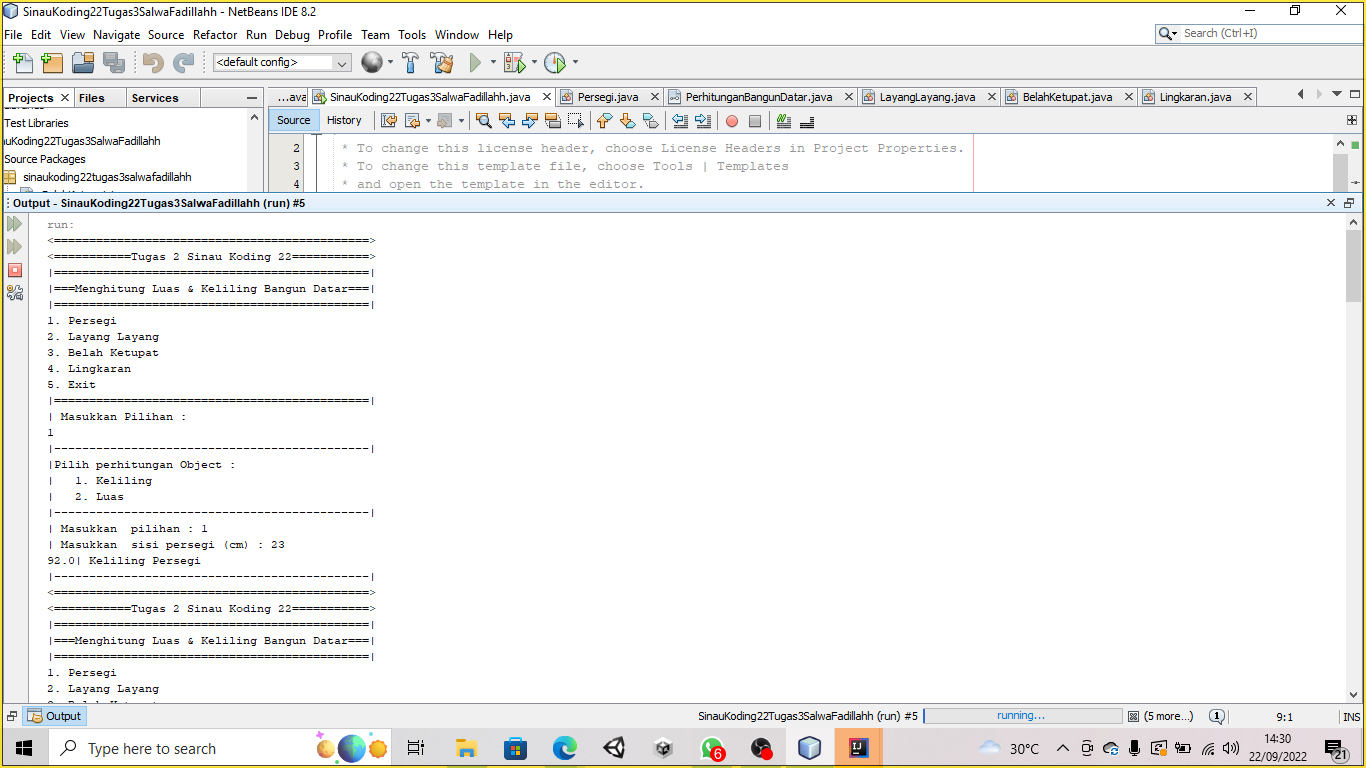 SinauKoding22Tugas3SalwaFadillahh - NetBeans IDE 8.2
File Edit View Navigate Source Refactor Run Debug Profile Team Tools Window Help
Search (Ctrl+I)
<default config>
Projects Files Services
...ava SinauKoding22Tugas3SalwaFadillahh.java Persegi.java PerhitunganBangunDatar.java LayangLayang.java BelahKetupat.java Lingkaran.java
Source History
Test Libraries
uKoding22Tugas3SalwaFadillahh
Source Packages
sinaukoding22tugas3salwafadillahh
2 * To change this license header, choose License Headers in Project Properties.
3 * To change this template file, choose Tools | Templates
4 * and open the template in the editor.
Output - SinauKoding22Tugas3SalwaFadillahh (run) #5
run:
<=============================================>
<===========Tugas 2 Sinau Koding 22===========>
|=============================================|
|===Menghitung Luas & Keliling Bangun Datar===|
|=============================================|
1. Persegi
2. Layang Layang
3. Belah Ketupat
4. Lingkaran
5. Exit
|=============================================|
| Masukkan Pilihan :
1
|---------------------------------------------|
|Pilih perhitungan Object :
|   1. Keliling
|   2. Luas
|---------------------------------------------|
| Masukkan  pilihan : 1
| Masukkan  sisi persegi (cm) : 23
92.0| Keliling Persegi
|---------------------------------------------|
<=============================================>
<===========Tugas 2 Sinau Koding 22===========>
|=============================================|
|===Menghitung Luas & Keliling Bangun Datar===|
|=============================================|
1. Persegi
2. Layang Layang
Output
SinauKoding22Tugas3SalwaFadillahh (run) #5 running... (5 more...) 1 9:1 INS
Type here to search
6
IJ
30°C
14:30
22/09/2022
21